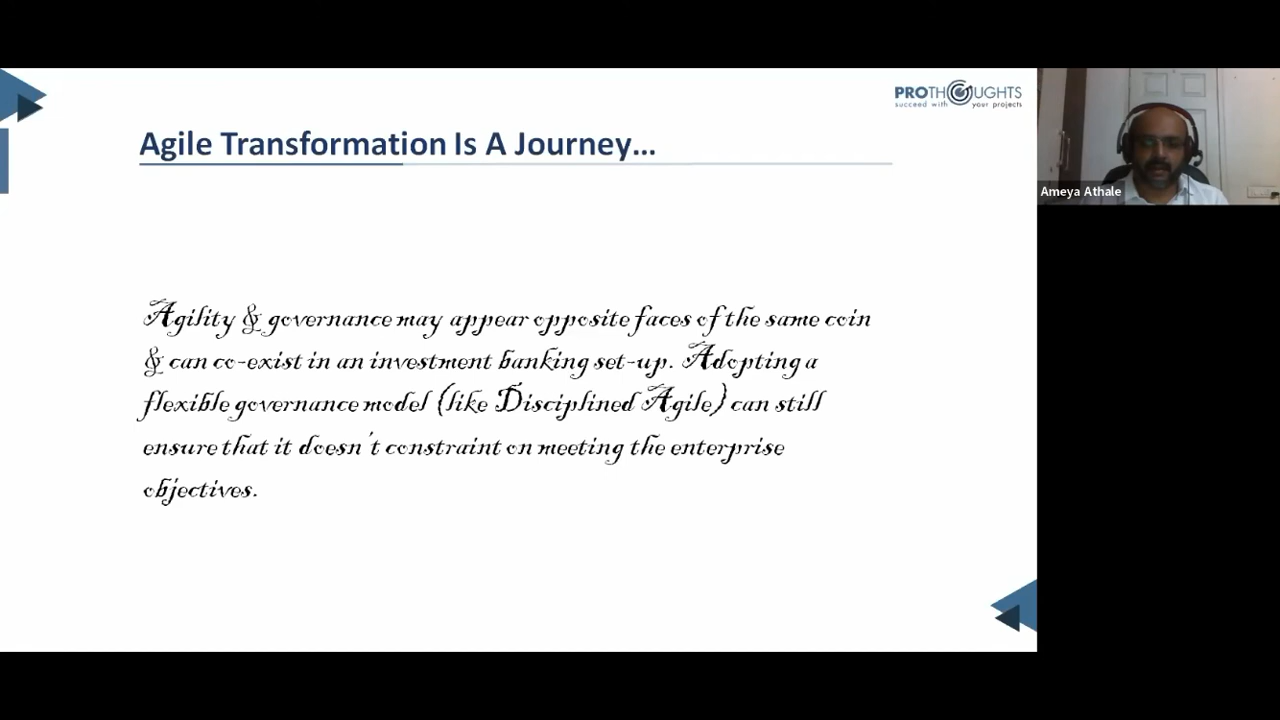 PROTHOUGHTS
succeed with your projects
Agile Transformation Is A Journey...
Ameya Athale
Agility & governance may appear opposite faces of the same coin
& can co-exist in an investment banking set-up. Adopting a
flexible governance model (like Disciplined Agile) can still
ensure that it doesn't constraint on meeting the enterprise
objectives.